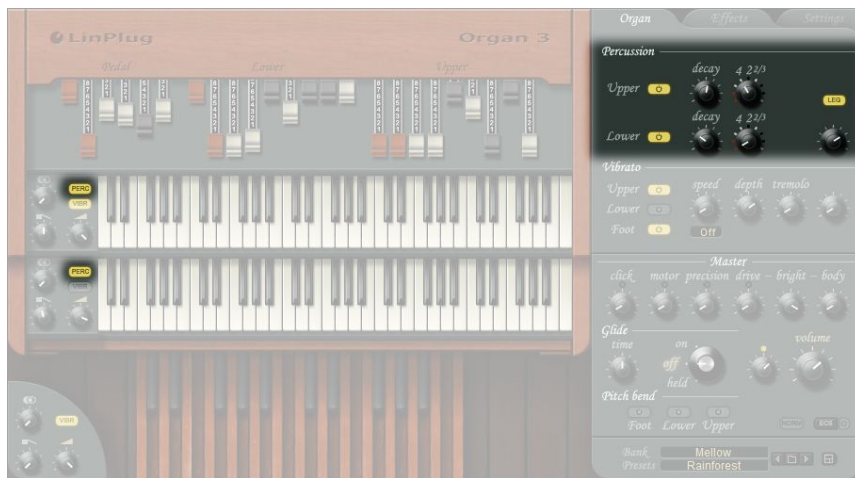 LinPlug
Organ 3
Pedal
Lower
Upper
PERC
VIBR
PERC
VIBR
VIBR
Organ
Effects
Settings
Percussion
decay
4 2 2/3
Upper
LEG
decay
4 2 2/3
Lower
Vibrato
Upper
speed
depth
tremolo
Lower
Foot
Off
Master
click
motor
precision
drive – bright – body
Glide
time
on
off
held
volume
Pitch bend
Foot
Lower
Upper
NORM
ECS
Bank
Mellow
Presets
Rainforest